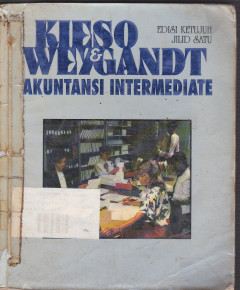 KIESO
&
WEYGANDT
EDISI KETUJUH
JILID SATU
AKUNTANSI INTERMEDIATE